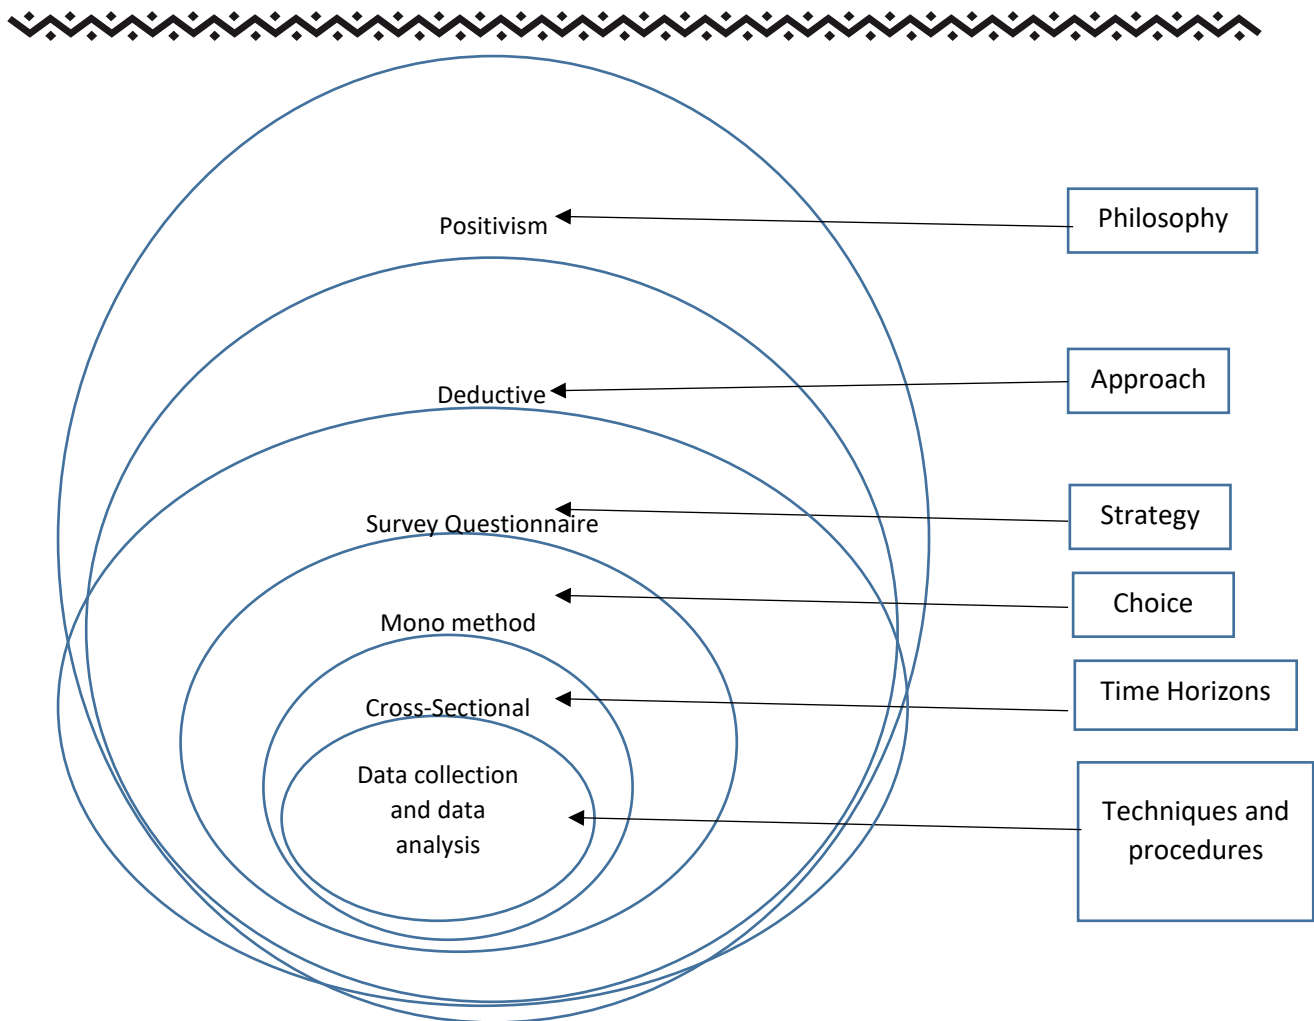 Positivism
Philosophy
Deductive
Approach
Survey Questionnaire
Strategy
Mono method
Choice
Cross-Sectional
Time Horizons
Data collection
and data
analysis
Techniques and
procedures